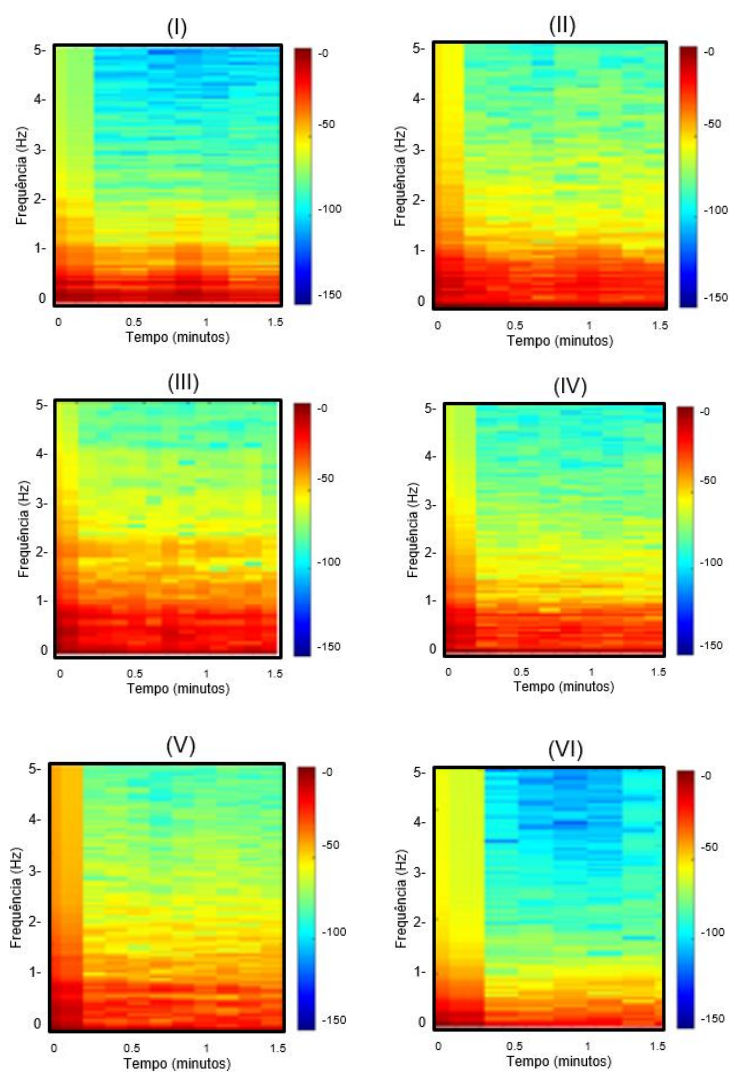 (I)
5-
4-
3-
2-
1-
0
Frequência (Hz)
0 0.5 1 1.5
Tempo (minutos)
-0
-50
-100
-150
(II)
5-
4-
3-
2-
1-
0
Frequência (Hz)
0 0.5 1 1.5
Tempo (minutos)
-0
-50
-100
-150
(III)
5-
4-
3-
2-
1-
0
Frequência (Hz)
0 0.5 1 1.5
Tempo (minutos)
-0
-50
-100
-150
(IV)
5-
4-
3-
2-
1-
0
Frequência (Hz)
0 0.5 1 1.5
Tempo (minutos)
-0
-50
-100
-150
(V)
5-
4-
3-
2-
1-
0
Frequência (Hz)
0 0.5 1 1.5
Tempo (minutos)
-0
-50
-100
-150
(VI)
5-
4-
3-
2-
1-
0
Frequência (Hz)
0 0.5 1 1.5
Tempo (minutos)
-0
-50
-100
-150